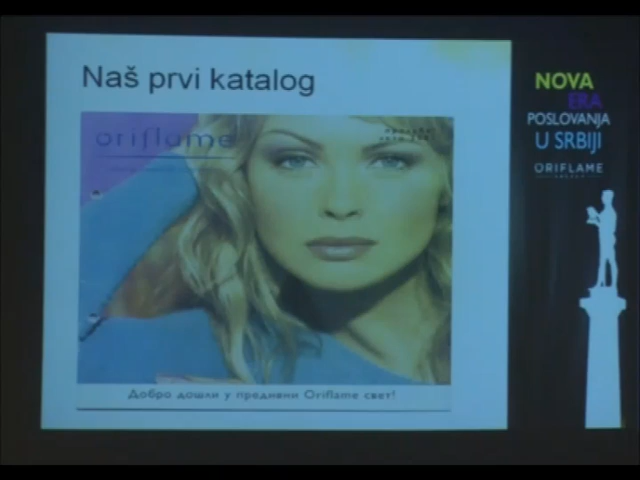 Naš prvi katalog
oriflame
Добро дошли у предивни Oriflame свет!
NOVA
ERA
POSLOVANJA
U SRBIJI
ORIFLAME